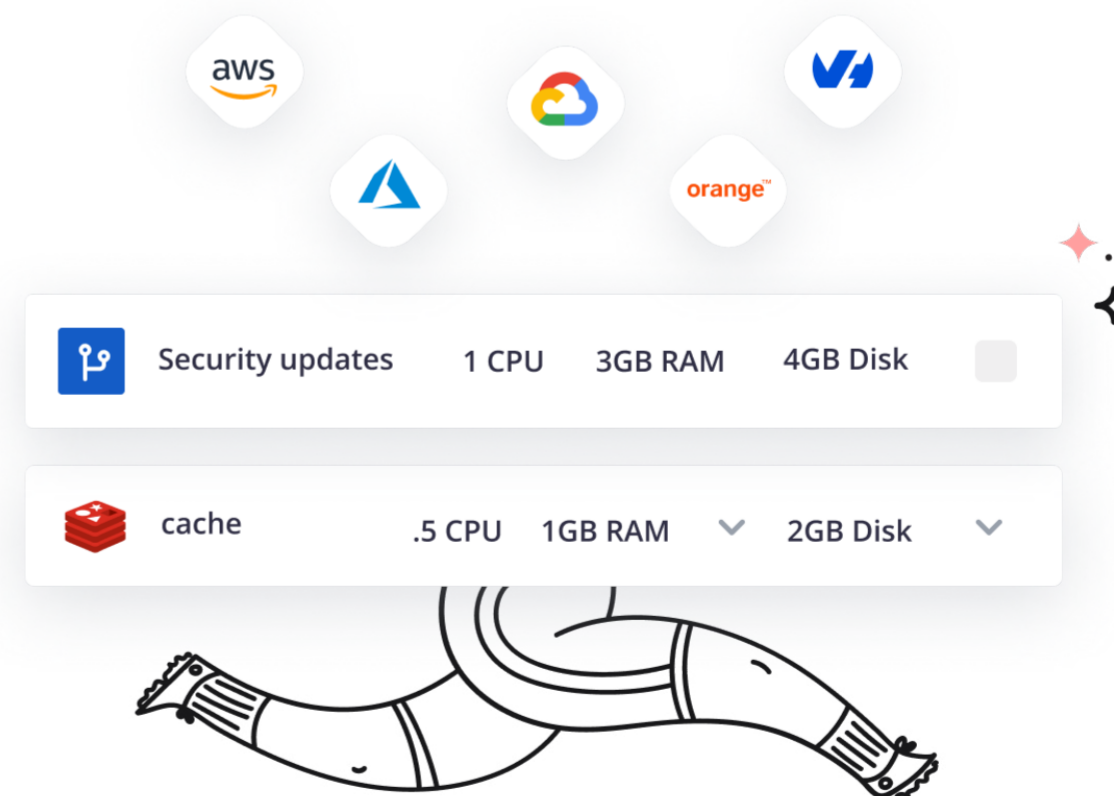 aws
orange™
Security updates 1 CPU 3GB RAM 4GB Disk
cache .5 CPU 1GB RAM 2GB Disk